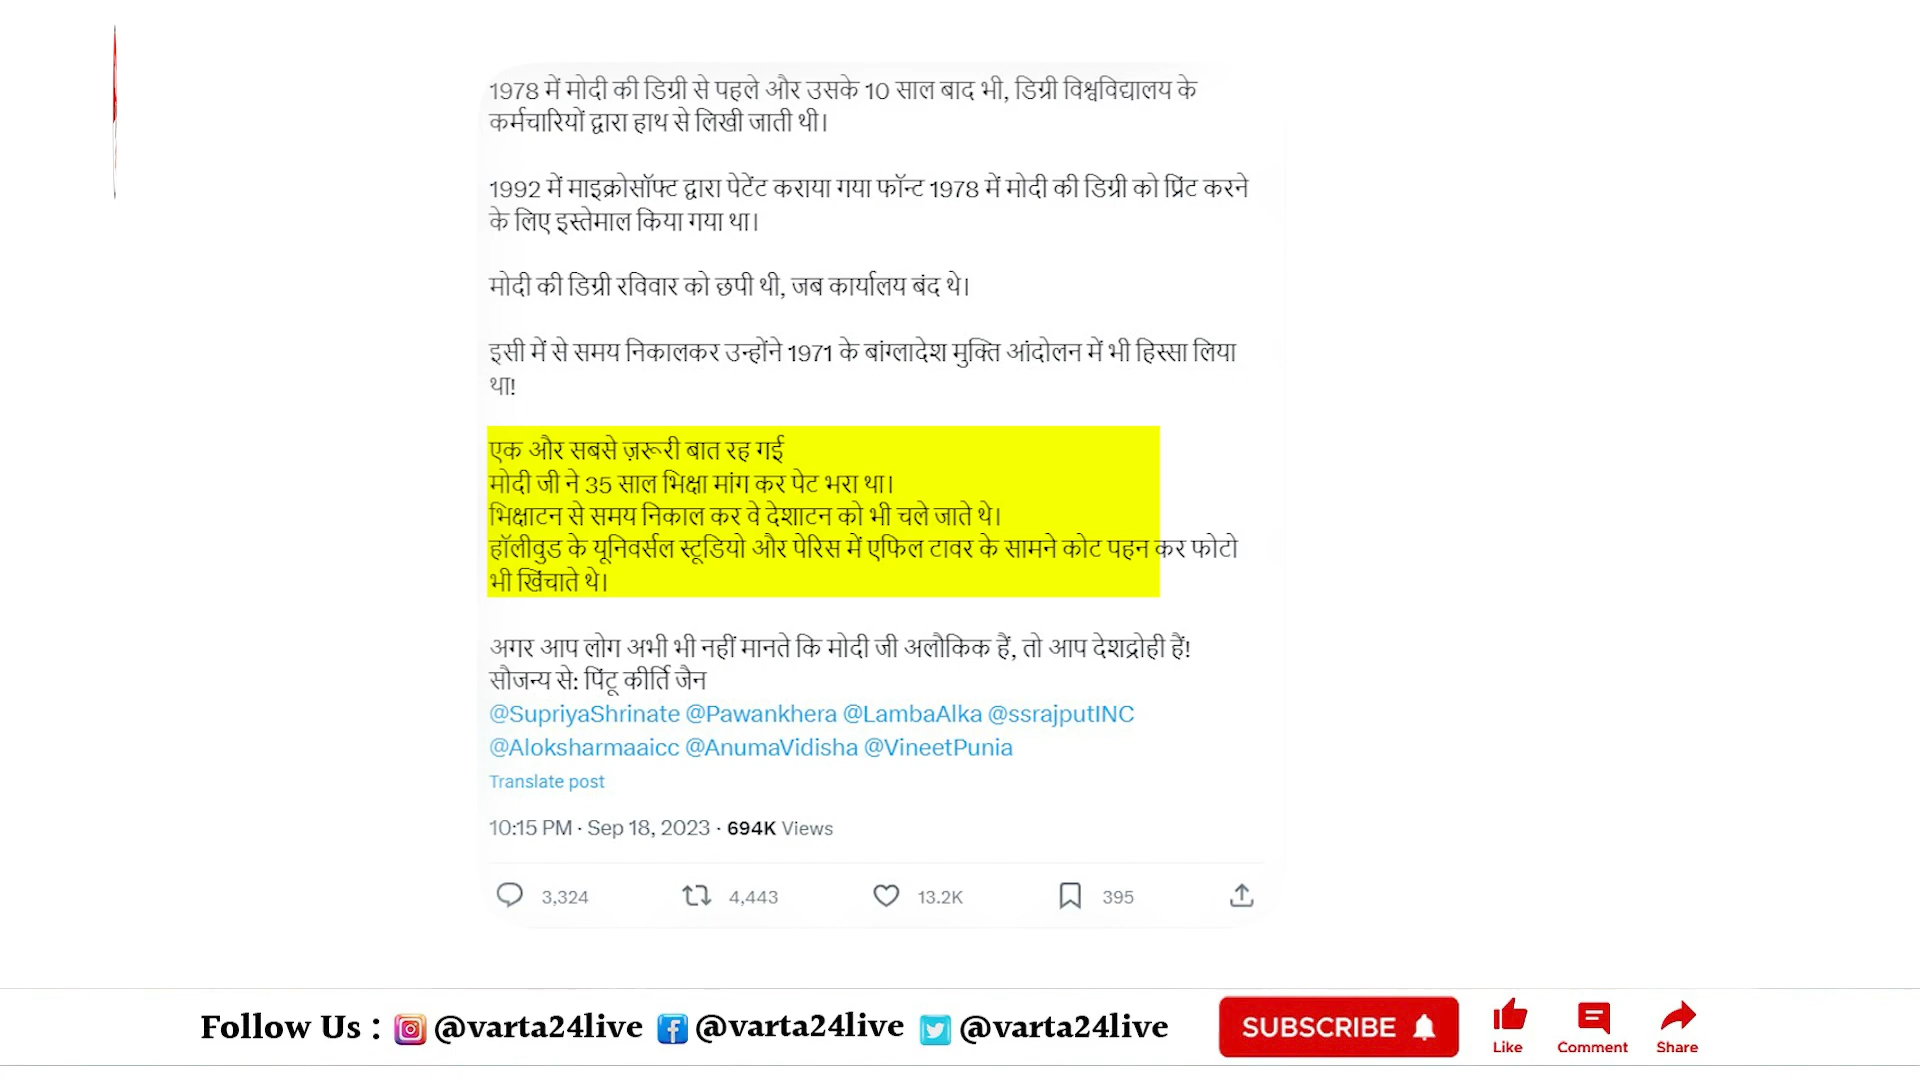 1978 में मोदी की डिग्री से पहले और उसके 10 साल बाद भी, डिग्री विश्वविद्यालय के
कर्मचारियों द्वारा हाथ से लिखी जाती थी।
1992 में माइक्रोसॉफ्ट द्वारा पेटेंट कराया गया फॉन्ट 1978 में मोदी की डिग्री को प्रिंट करने
के लिए इस्तेमाल किया गया था।
मोदी की डिग्री रविवार को छपी थी, जब कार्यालय बंद थे।
इसी में से समय निकालकर उन्होंने 1971 के बांग्लादेश मुक्ति आंदोलन में भी हिस्सा लिया
था!
एक और सबसे ज़रूरी बात रह गई
मोदी जी ने 35 साल भिक्षा मांग कर पेट भरा था।
भिक्षाटन से समय निकाल कर वे देशाटन को भी चले जाते थे।
हॉलीवुड के यूनिवर्सल स्टूडियो और पेरिस में एफिल टावर के सामने कोट पहन कर फोटो
भी खिंचाते थे।
अगर आप लोग अभी भी नहीं मानते कि मोदी जी अलौकिक हैं, तो आप देशद्रोही हैं!
सौजन्य से: पिंटू कीर्ति जैन
@SupriyaShrinate @Pawankhera @LambaAlka @ssrajputINC
@Aloksharmaaicc @AnumaVidisha @VineetPunia
Translate post
10:15 PM · Sep 18, 2023 · 694K Views
3,324 4,443 13.2K 395
Follow Us : @varta24live @varta24live @varta24live SUBSCRIBE Like Comment Share